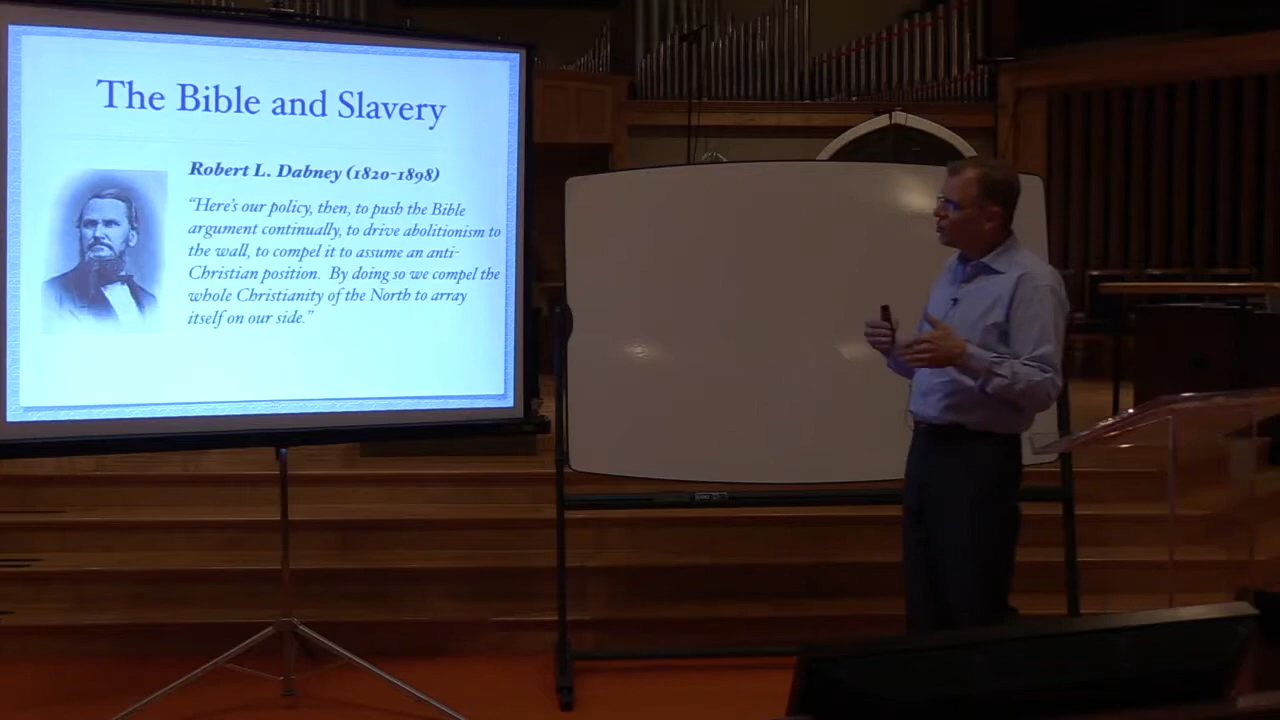 The Bible and Slavery
Robert L. Dabney (1820-1898)
“Here's our policy, then, to push the Bible
argument continually, to drive abolitionism to
the wall, to compel it to assume an anti-
Christian position.  By doing so we compel the
whole Christianity of the North to array
itself on our side.”